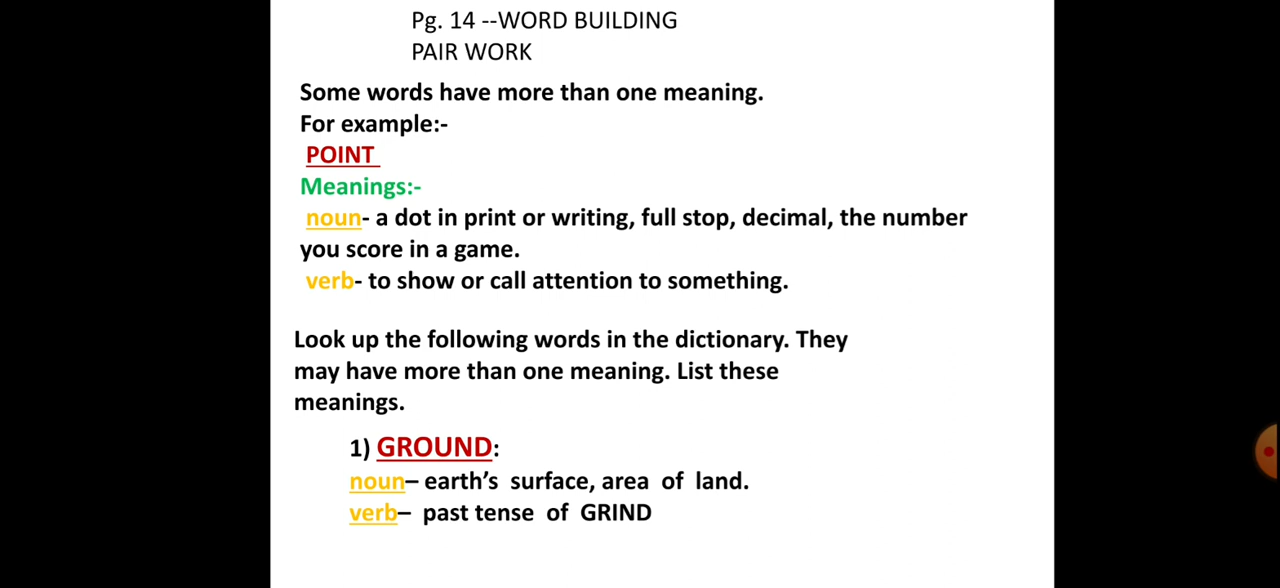 Pg. 14 --WORD BUILDING
PAIR WORK
Some words have more than one meaning.
For example:-
POINT
Meanings:-
noun- a dot in print or writing, full stop, decimal, the number
you score in a game.
verb- to show or call attention to something.
Look up the following words in the dictionary. They
may have more than one meaning. List these
meanings.
1) GROUND:
noun– earth’s surface, area of land.
verb– past tense of GRIND